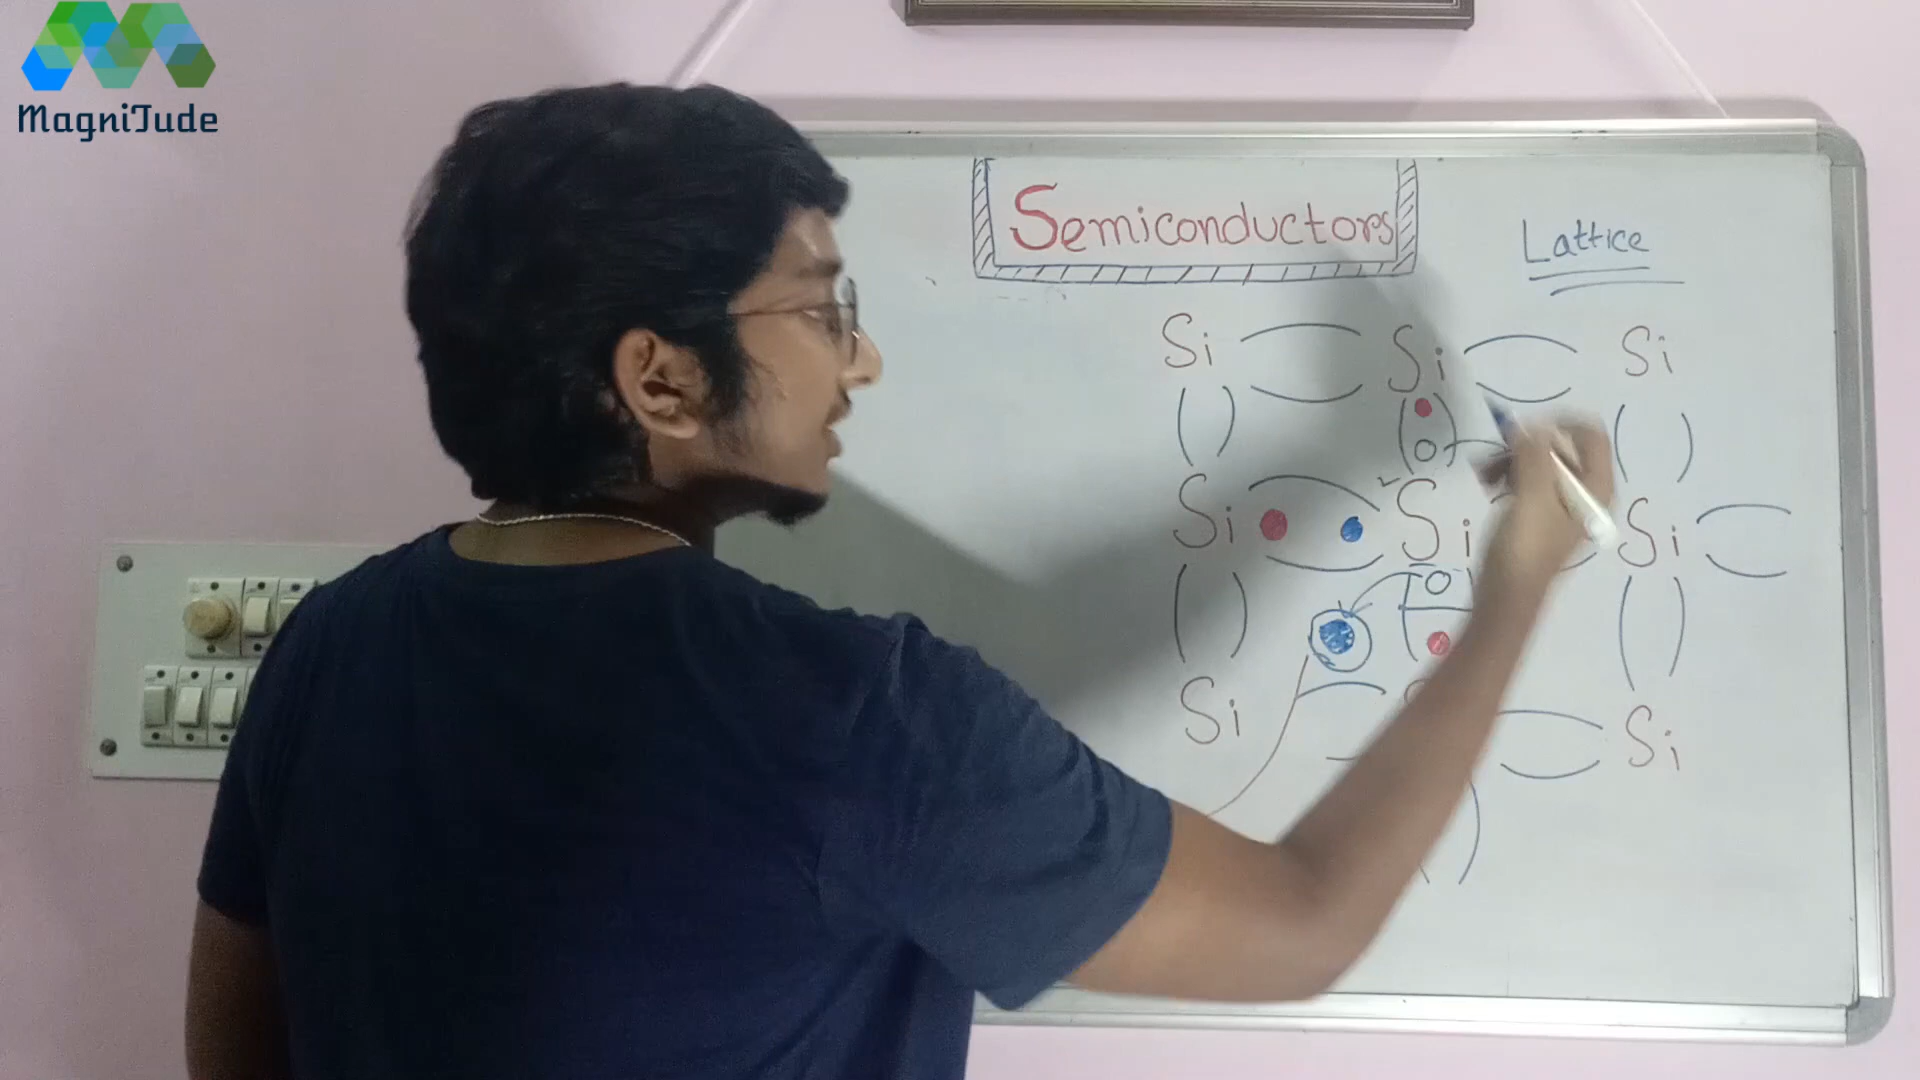 MagniTude
Semiconductors
Lattice
Si Si Si
Si Si Si
Si Si